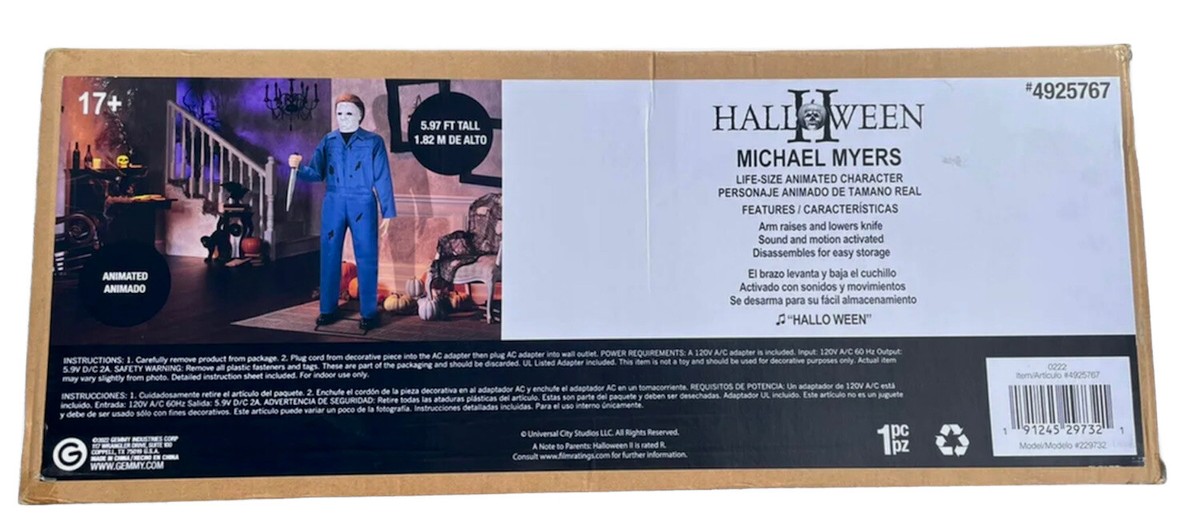 17+
5.97 FT TALL
1.82 M DE ALTO
ANIMATED
ANIMADO
II
HALLOWEEN
#4925767
MICHAEL MYERS
LIFE-SIZE ANIMATED CHARACTER
PERSONAJE ANIMADO DE TAMANO REAL
FEATURES / CARACTERÍSTICAS
Arm raises and lowers knife
Sound and motion activated
Disassembles for easy storage
El brazo levanta y baja el cuchillo
Activado con sonidos y movimientos
Se desarma para su fácil almacenamiento
♫ "HALLO WEEN"
INSTRUCTIONS: 1. Carefully remove product from package. 2. Plug cord from decorative piece into the AC adapter then plug AC adapter into wall outlet. POWER REQUIREMENTS: A 120V A/C adapter is included. Input: 120V A/C 60 Hz Output:
5.9V D/C 2A. SAFETY WARNING: Remove all plastic fasteners and tags. These are part of the packaging and should be discarded. UL Listed Adapter included. This item is not a toy and should be used for decorative purposes only. Actual item
may vary slightly from photo. Detailed instruction sheet included. For indoor use only.
INSTRUCCIONES: 1. Cuidadosamente retire el artículo del paquete. 2. Enchufe el cordón de la pieza decorativa en al adaptador AC y enchufe el adaptador AC en un tomacorriente. REQUISITOS DE POTENCIA: Un adaptador de 120V A/C está
incluido. Entrada: 120V A/C 60Hz Salida: 5.9V D/C 2A. ADVERTENCIA DE SEGURIDAD: Retire todas las ataduras plásticas del artículo. Estas son parte del paquete y deben ser desechadas. Adaptador UL incluido. Este artículo no es un juguete
y debe de ser usado sólo con fines decorativos. Este artículo puede variar un poco de la fotografía. Instrucciones detalladas incluidas. Para el uso interno únicamente.
©2022 GEMMY INDUSTRIES CORP
117 WRANGLER DRIVE, SUITE 100
COPPELL, TX 75019 U.S.A.
MADE IN CHINA/HECHO EN CHINA
WWW.GEMMY.COM
© Universal City Studios LLC. All Rights Reserved.
A Note to Parents: Halloween II is rated R.
Consult www.filmratings.com for further information.
1 pc
pz
0222
Item/Artículo #4925767
1 91245 29732 1
Model/Modelo #229732